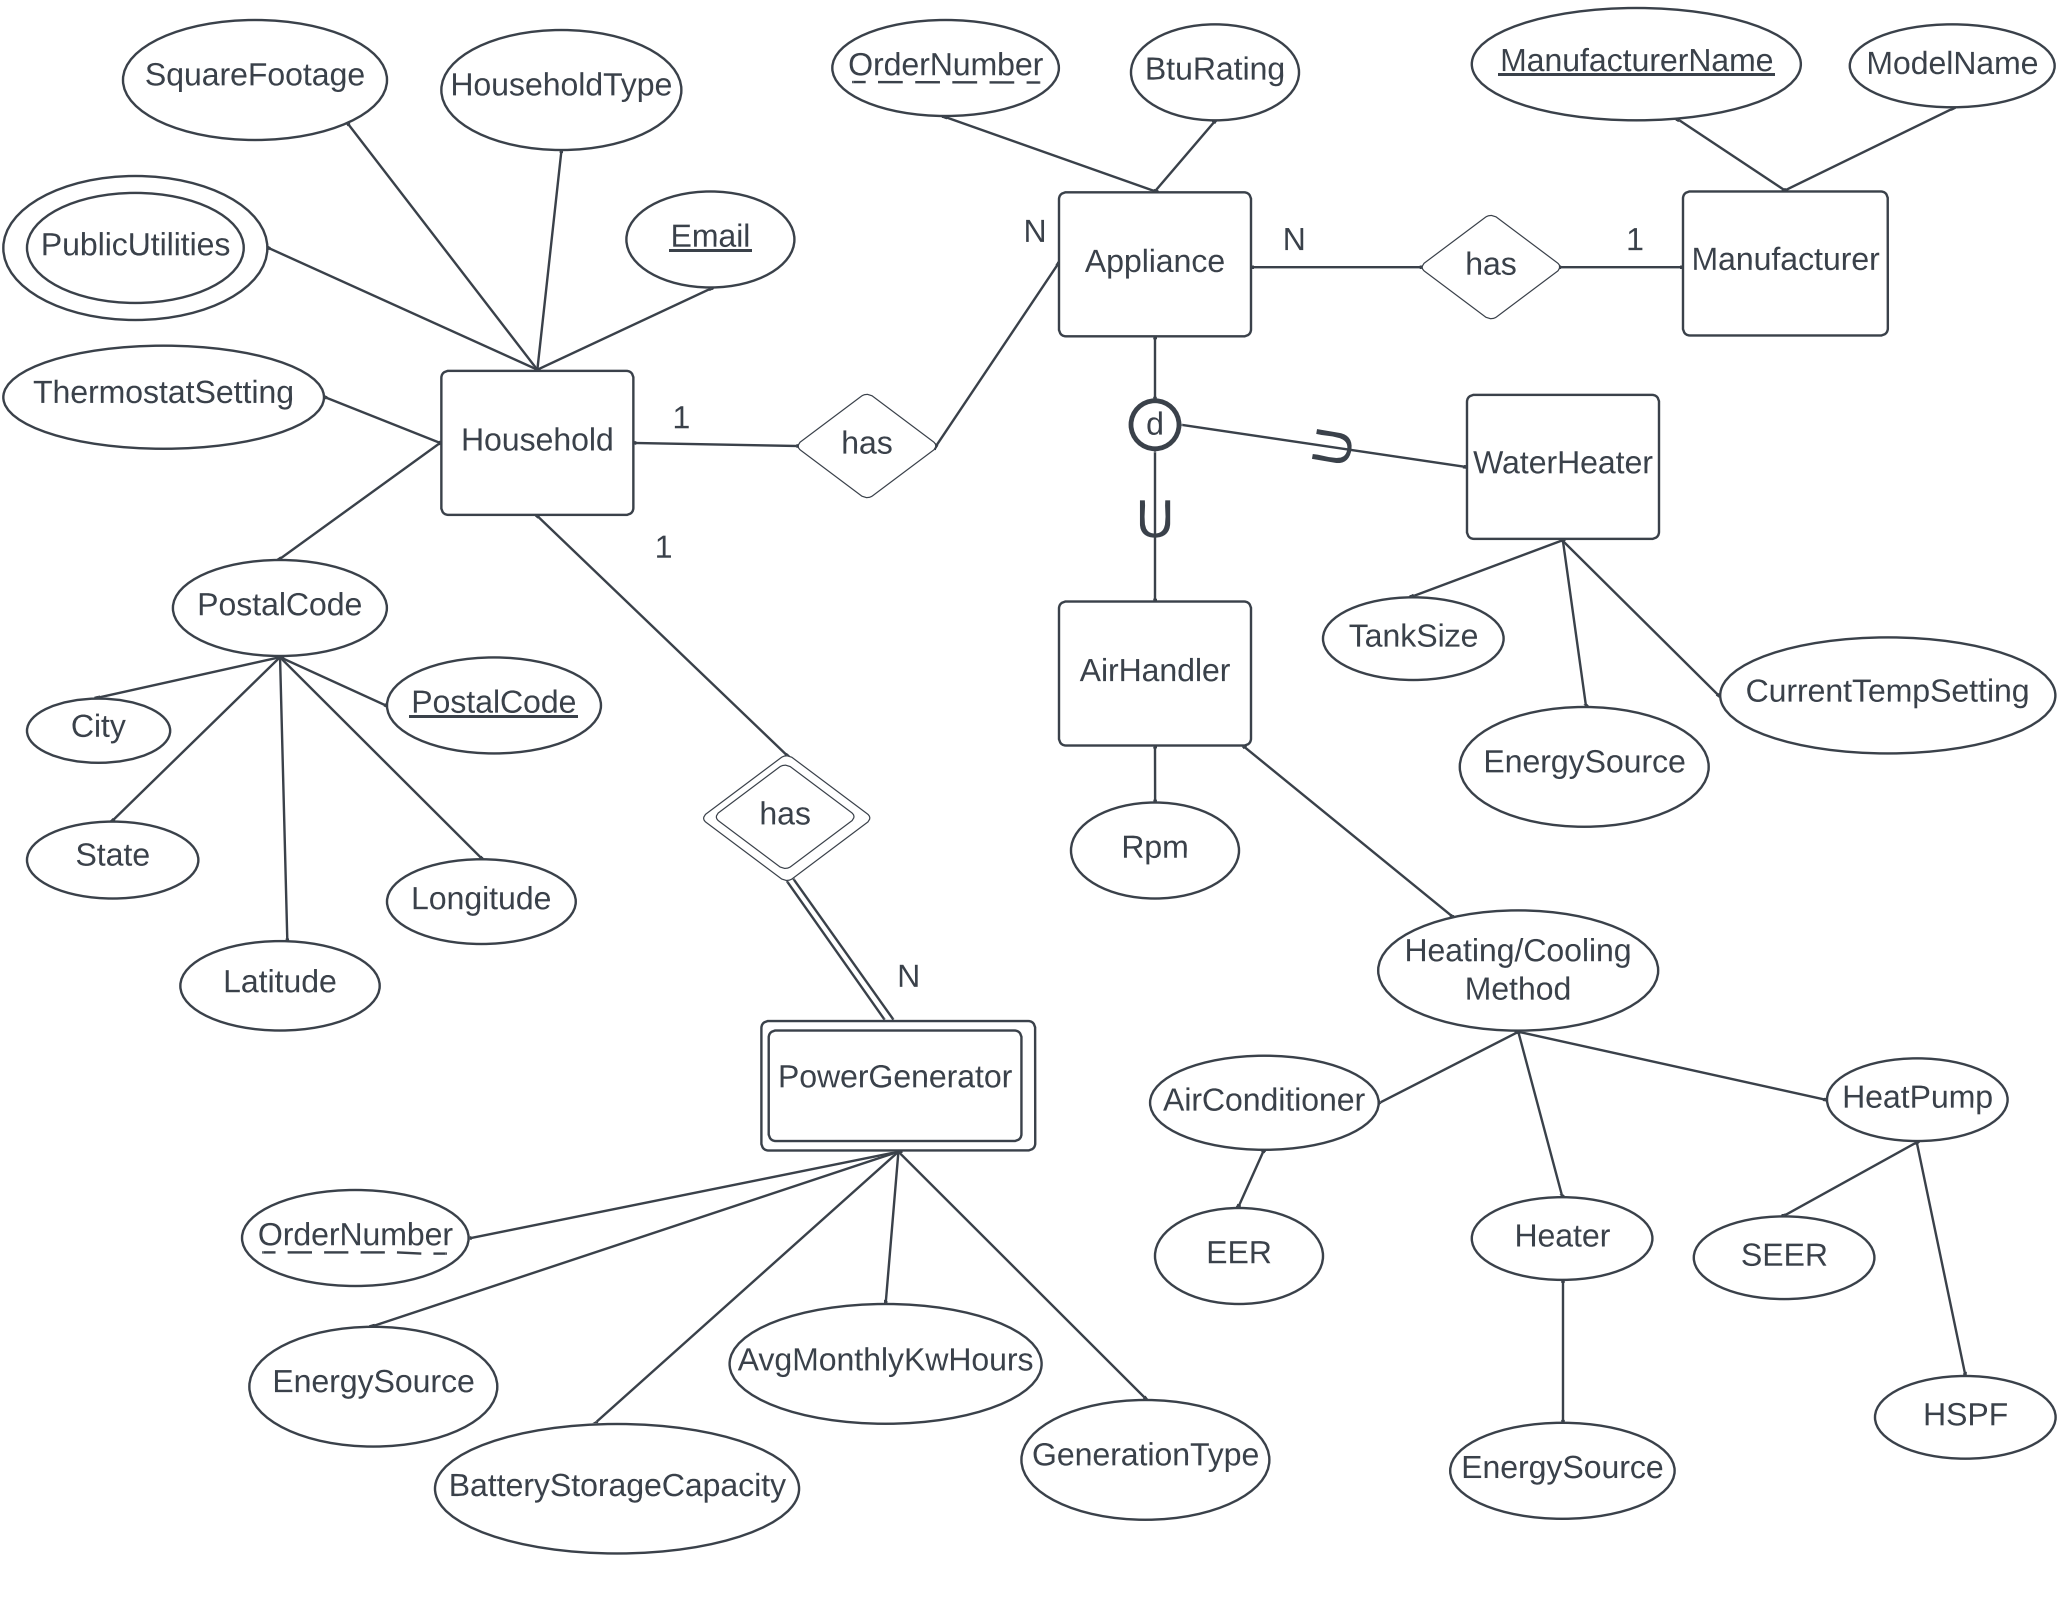 SquareFootage
HouseholdType
OrderNumber
BtuRating
ManufacturerName
ModelName
PublicUtilities
Email
N
Appliance
N
has
1
Manufacturer
ThermostatSetting
Household
1
has
d
U
WaterHeater
1
U
PostalCode
AirHandler
TankSize
CurrentTempSetting
City
PostalCode
EnergySource
State
Longitude
has
Rpm
Latitude
N
Heating/Cooling
Method
PowerGenerator
AirConditioner
HeatPump
OrderNumber
EER
Heater
SEER
EnergySource
AvgMonthlyKwHours
BatteryStorageCapacity
GenerationType
EnergySource
HSPF